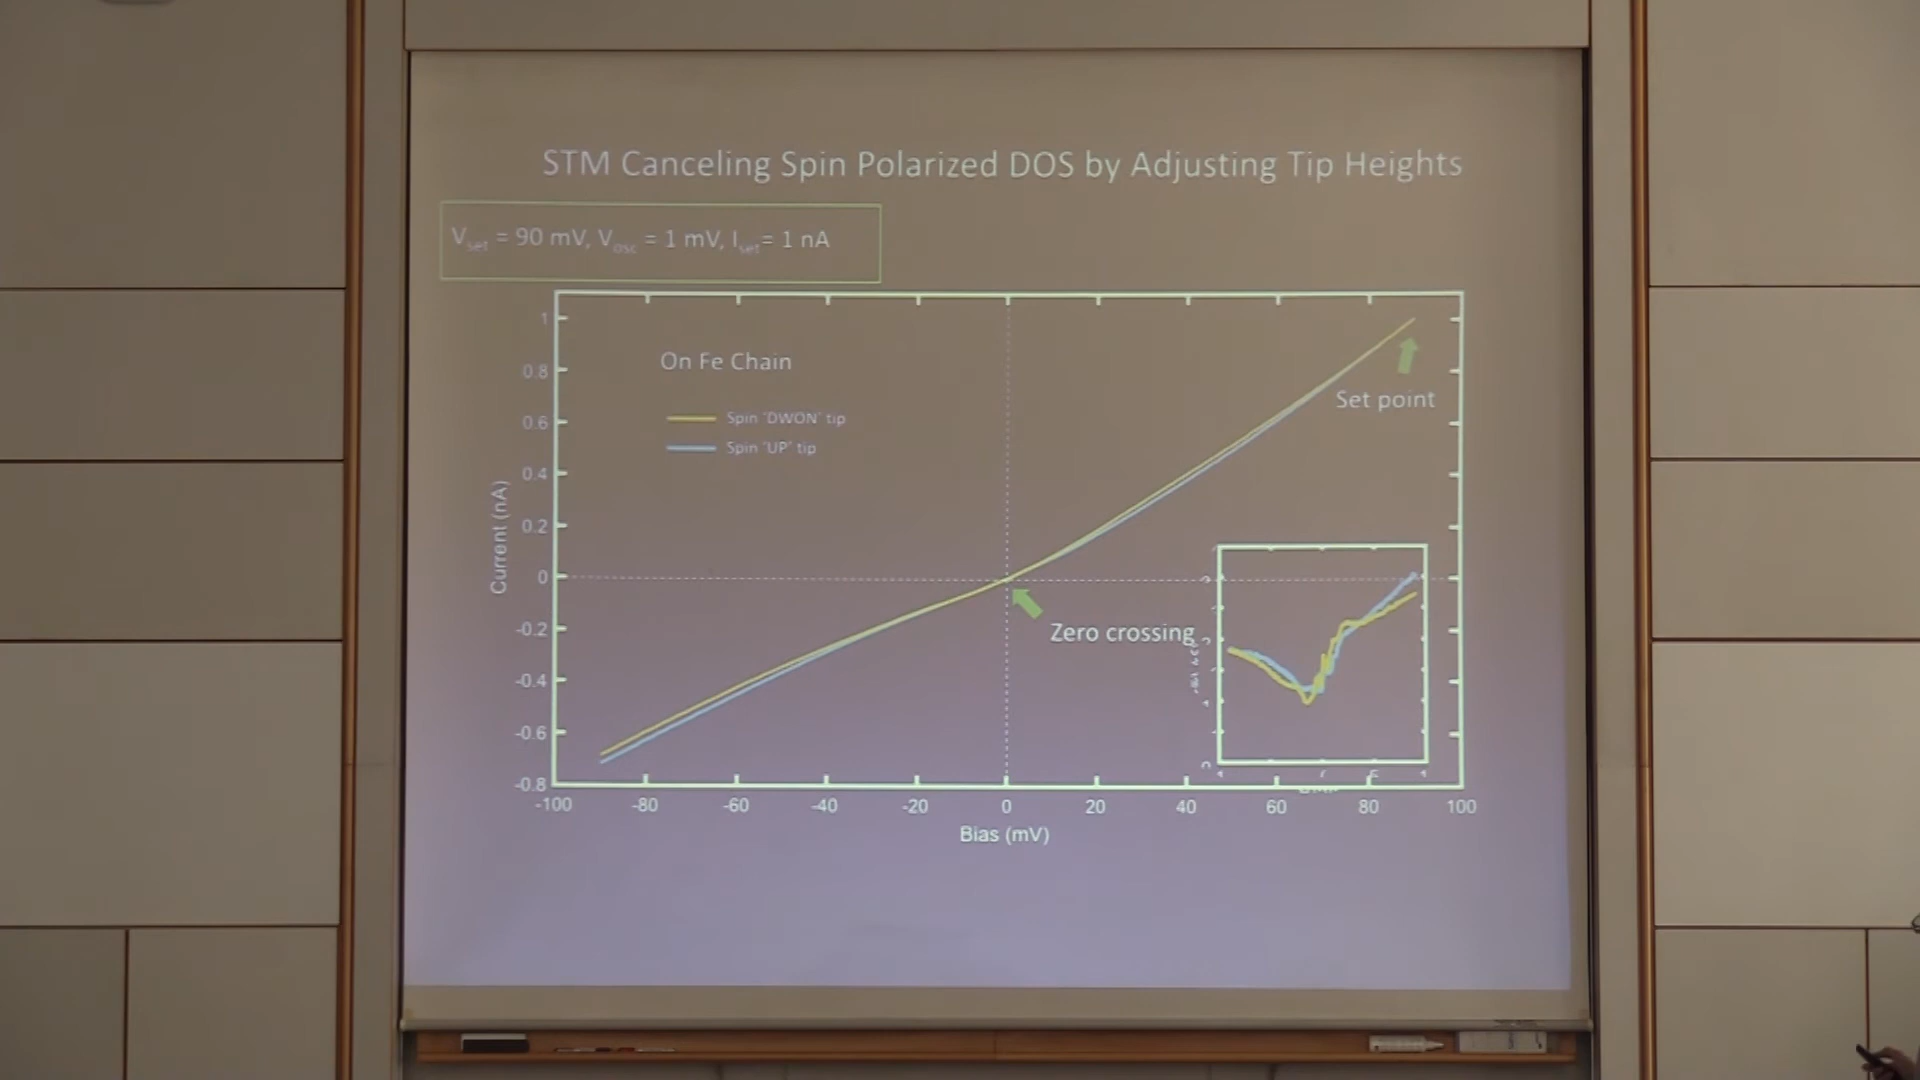 STM Canceling Spin Polarized DOS by Adjusting Tip Heights
Vset = 90 mV, Vosc = 1 mV, Iset = 1 nA
On Fe Chain
Spin 'DWON' tip
Spin 'UP' tip
Set point
Zero crossing
Current (nA)
1
0.8
0.6
0.4
0.2
0
-0.2
-0.4
-0.6
-0.8
-100 -80 -60 -40 -20 0 20 40 60 80 100
Bias (mV)